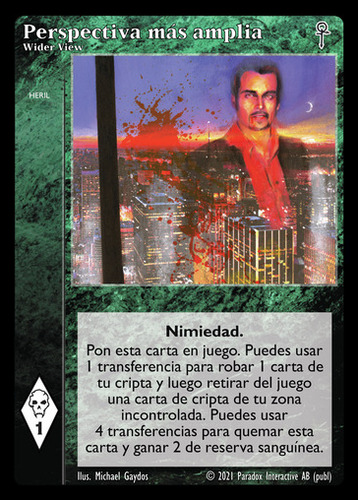 Perspectiva más amplia
Wider View
HERIL
Nimiedad.
Pon esta carta en juego. Puedes usar
1 transferencia para robar 1 carta de
tu cripta y luego retirar del juego
una carta de cripta de tu zona
incontrolada. Puedes usar
4 transferencias para quemar esta
carta y ganar 2 de reserva sanguínea.
1
Ilus. Michael Gaydos
© 2021 Paradox Interactive AB (publ)